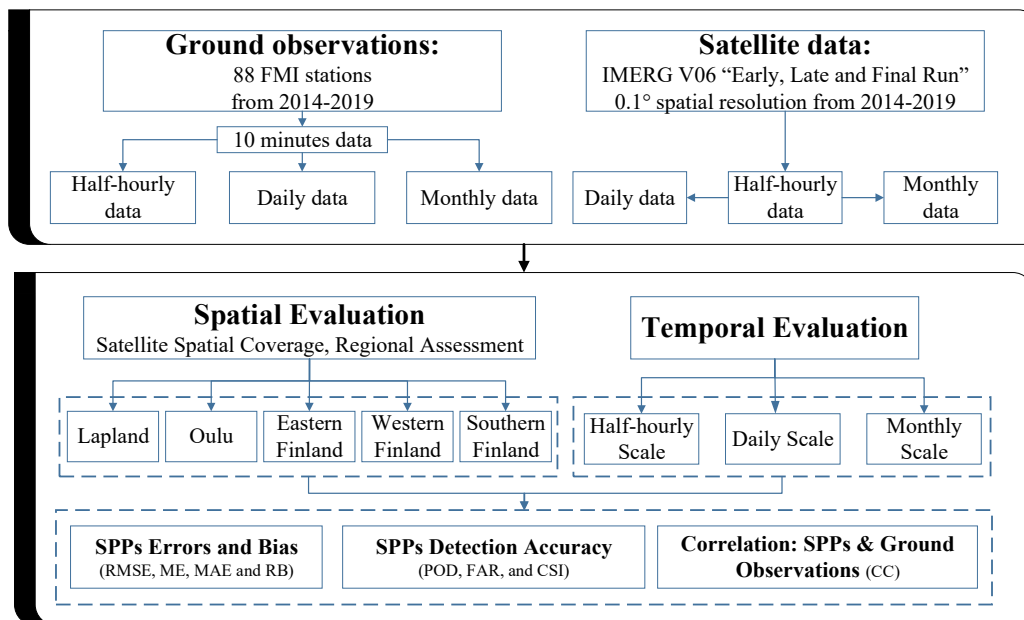 Ground observations:
88 FMI stations
from 2014-2019
Satellite data:
IMERG V06 “Early, Late and Final Run”
0.1° spatial resolution from 2014-2019
10 minutes data
Half-hourly
data
Daily data
Monthly data
Daily data
Half-hourly
data
Monthly
data
Spatial Evaluation
Satellite Spatial Coverage, Regional Assessment
Temporal Evaluation
Lapland
Oulu
Eastern
Finland
Western
Finland
Southern
Finland
Half-hourly
Scale
Daily Scale
Monthly
Scale
SPPs Errors and Bias
(RMSE, ME, MAE and RB)
SPPs Detection Accuracy
(POD, FAR, and CSI)
Correlation: SPPs & Ground
Observations (CC)